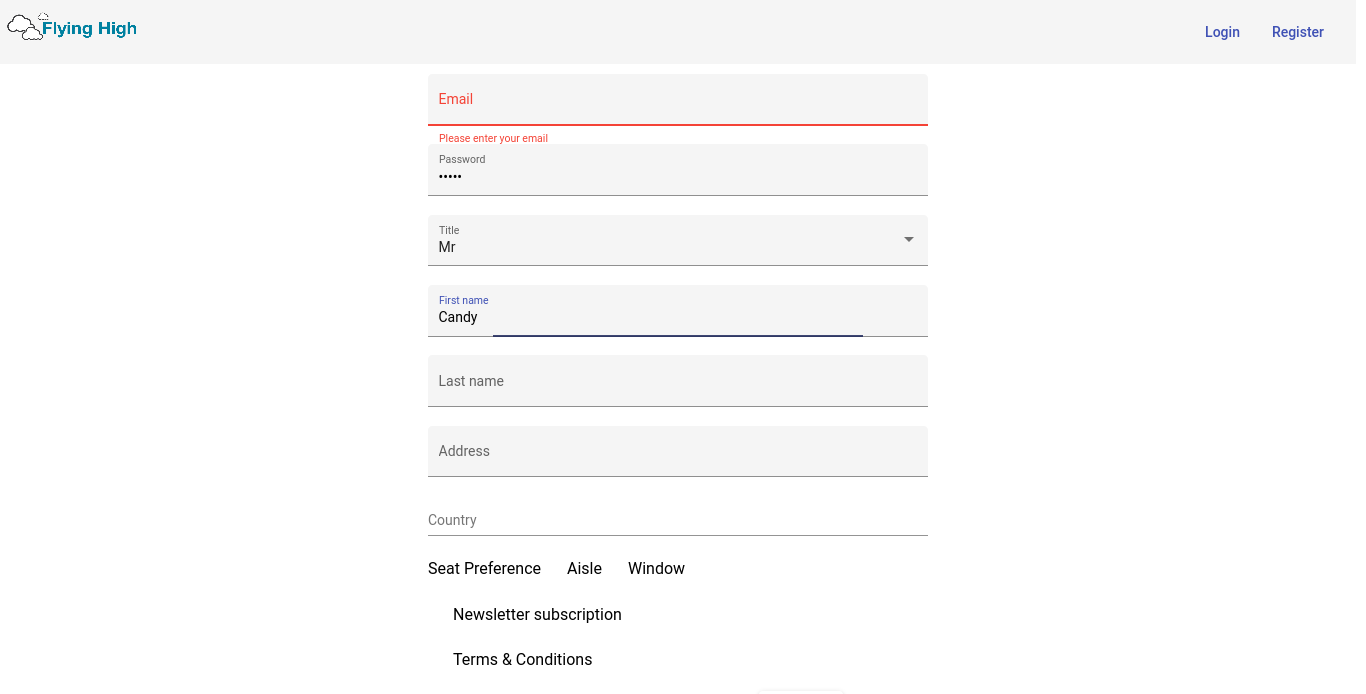 Flying High
Login Register
Email
Please enter your email
Password
•••••
Title
Mr
First name
Candy
Last name
Address
Country
Seat Preference Aisle Window
Newsletter subscription
Terms & Conditions